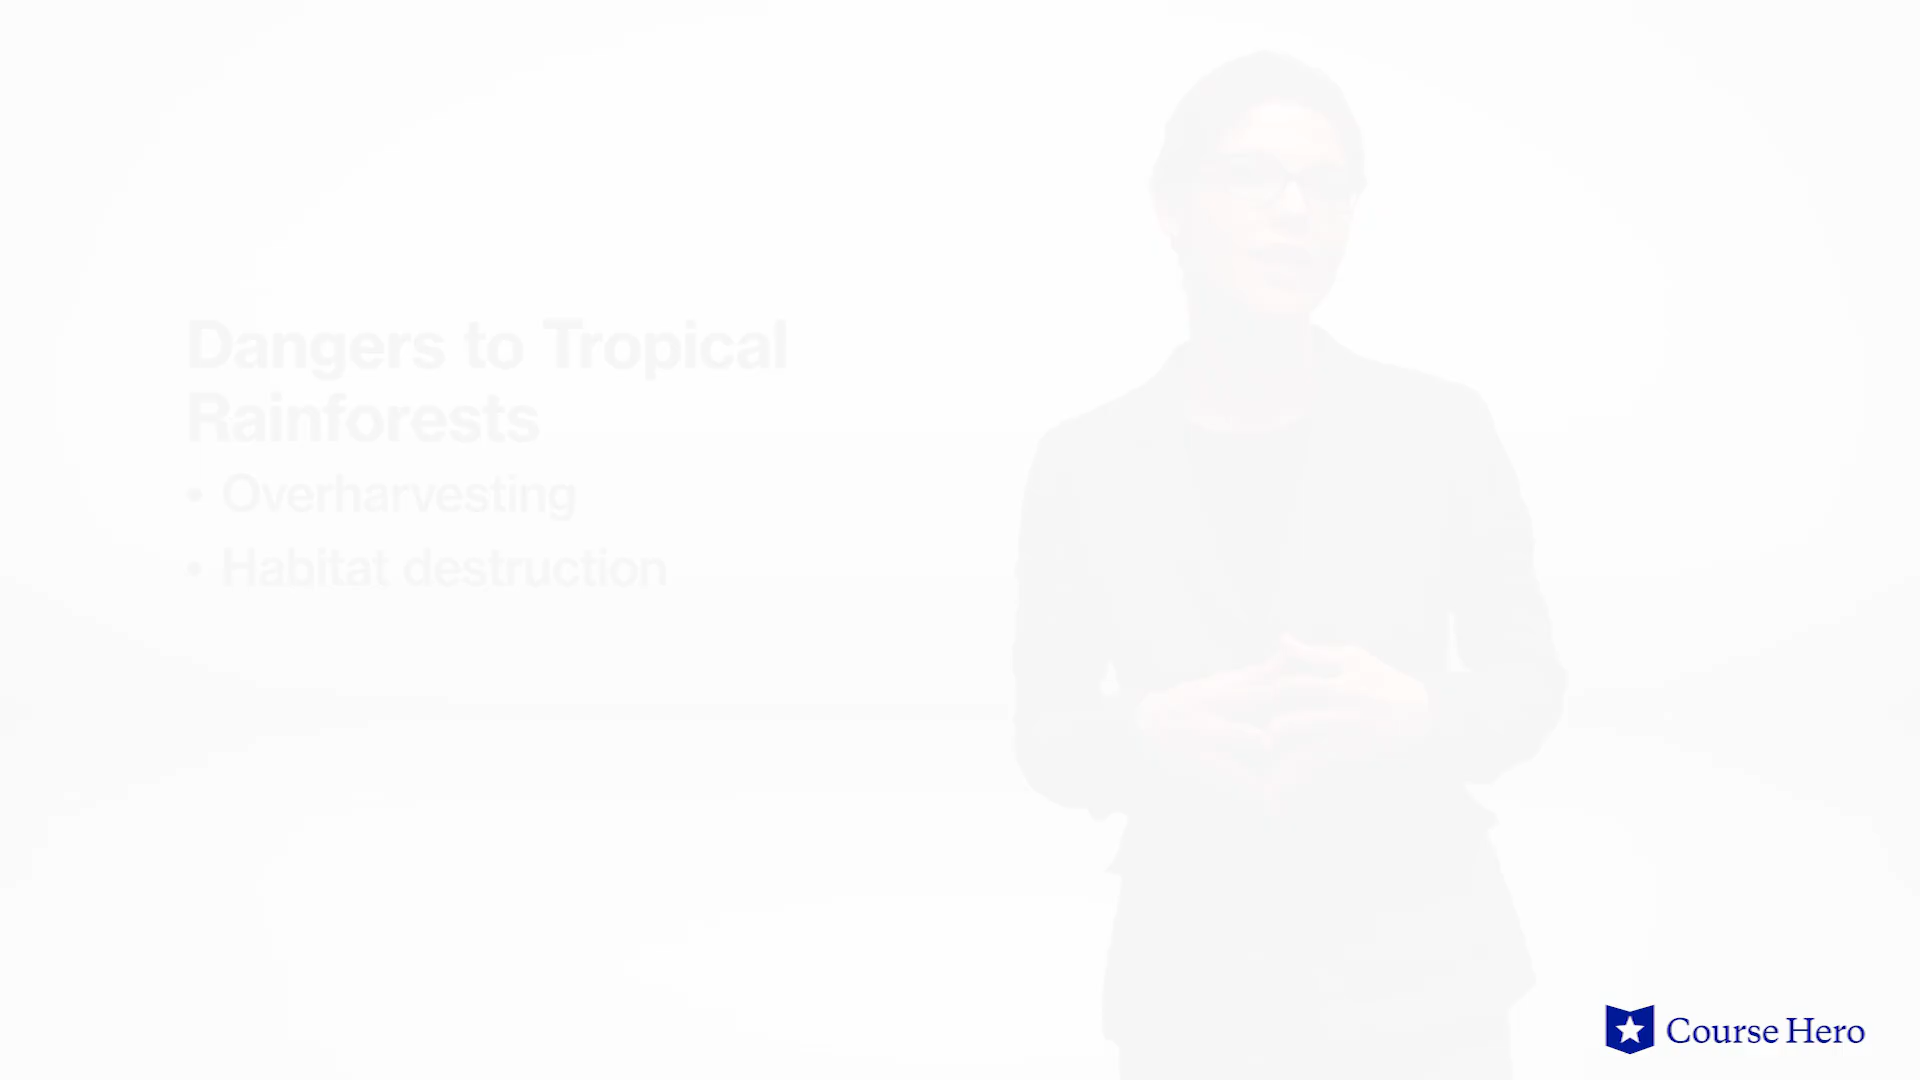 Dangers to Tropical
Rainforests
• Overharvesting
• Habitat destruction
Course Hero